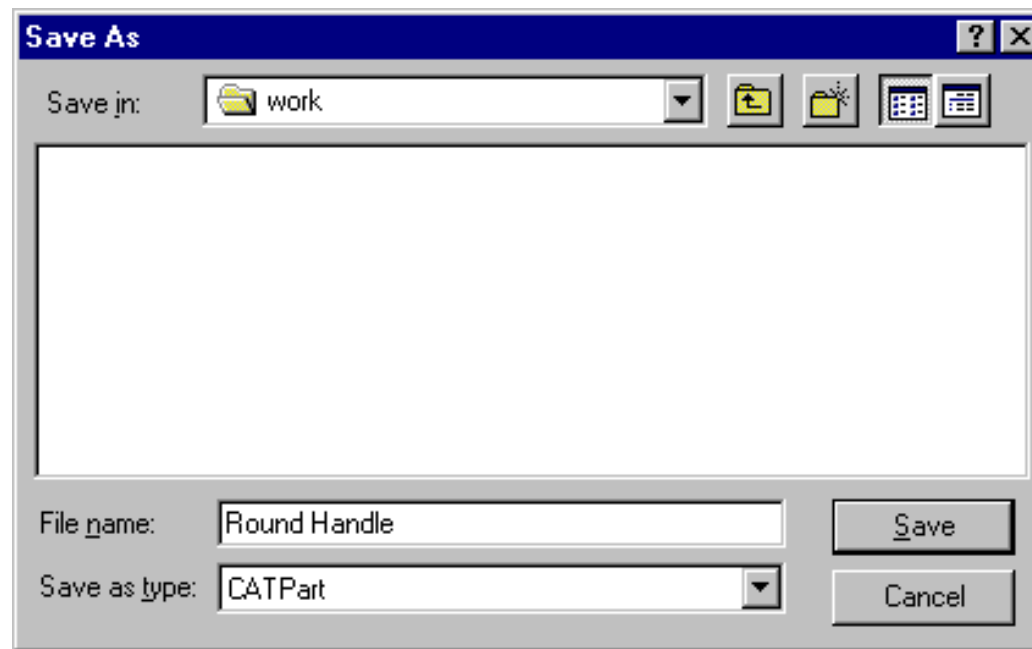 Save As
Save in: work
File name: Round Handle
Save
Save as type: CATPart
Cancel